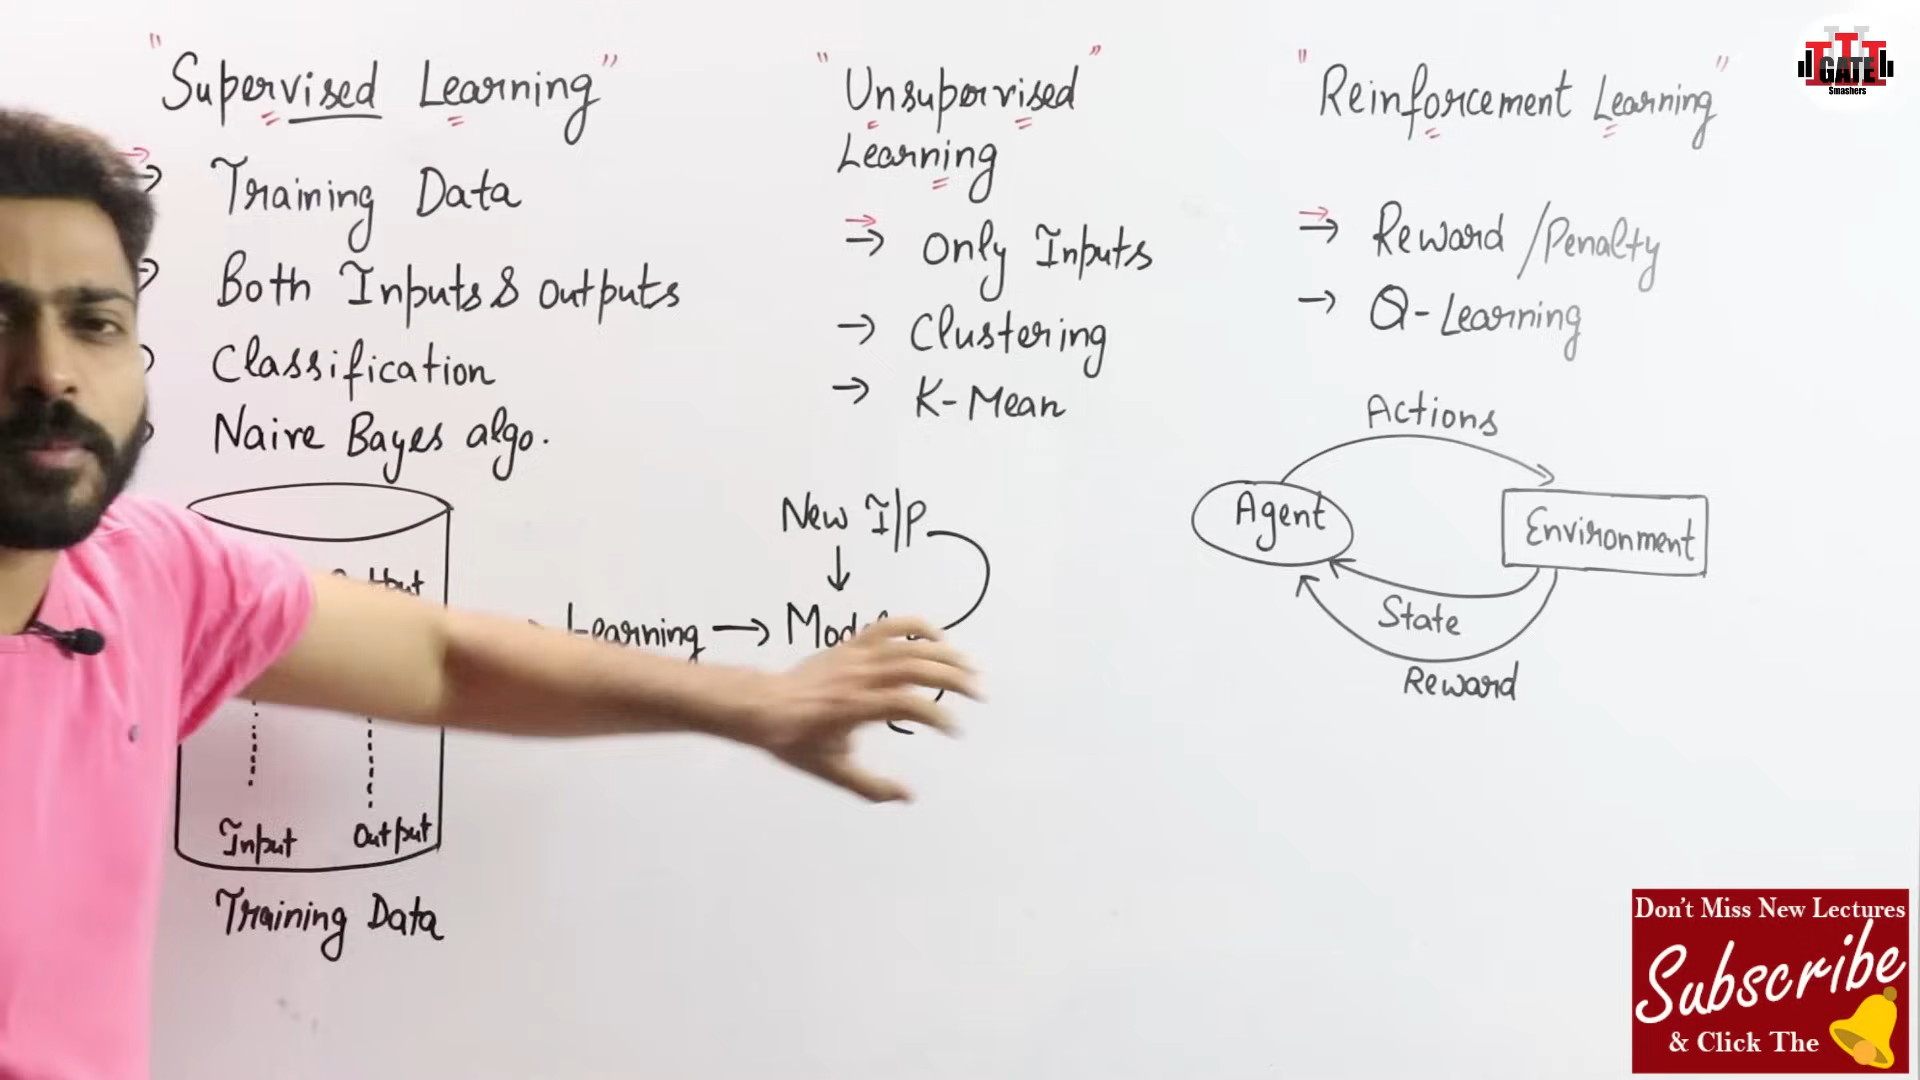 "Supervised Learning"
Training Data
Both Inputs & outputs
Classification
Naire Bayes algo.
Input Output
Training Data
Learning → Model
New I/P
"Unsupervised"
Learning
→ Only Inputs
→ Clustering
→ K-Mean
"Reinforcement Learning"
→ Reward / Penalty
→ Q-Learning
Actions
Agent
Environment
State
Reward
GATE
Smashers
Don't Miss New Lectures
Subscribe
& Click The